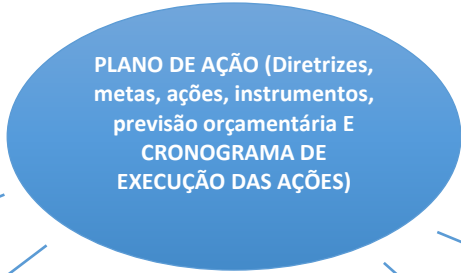 PLANO DE AÇÃO (Diretrizes,
metas, ações, instrumentos,
previsão orçamentária E
CRONOGRAMA DE
EXECUÇÃO DAS AÇÕES)